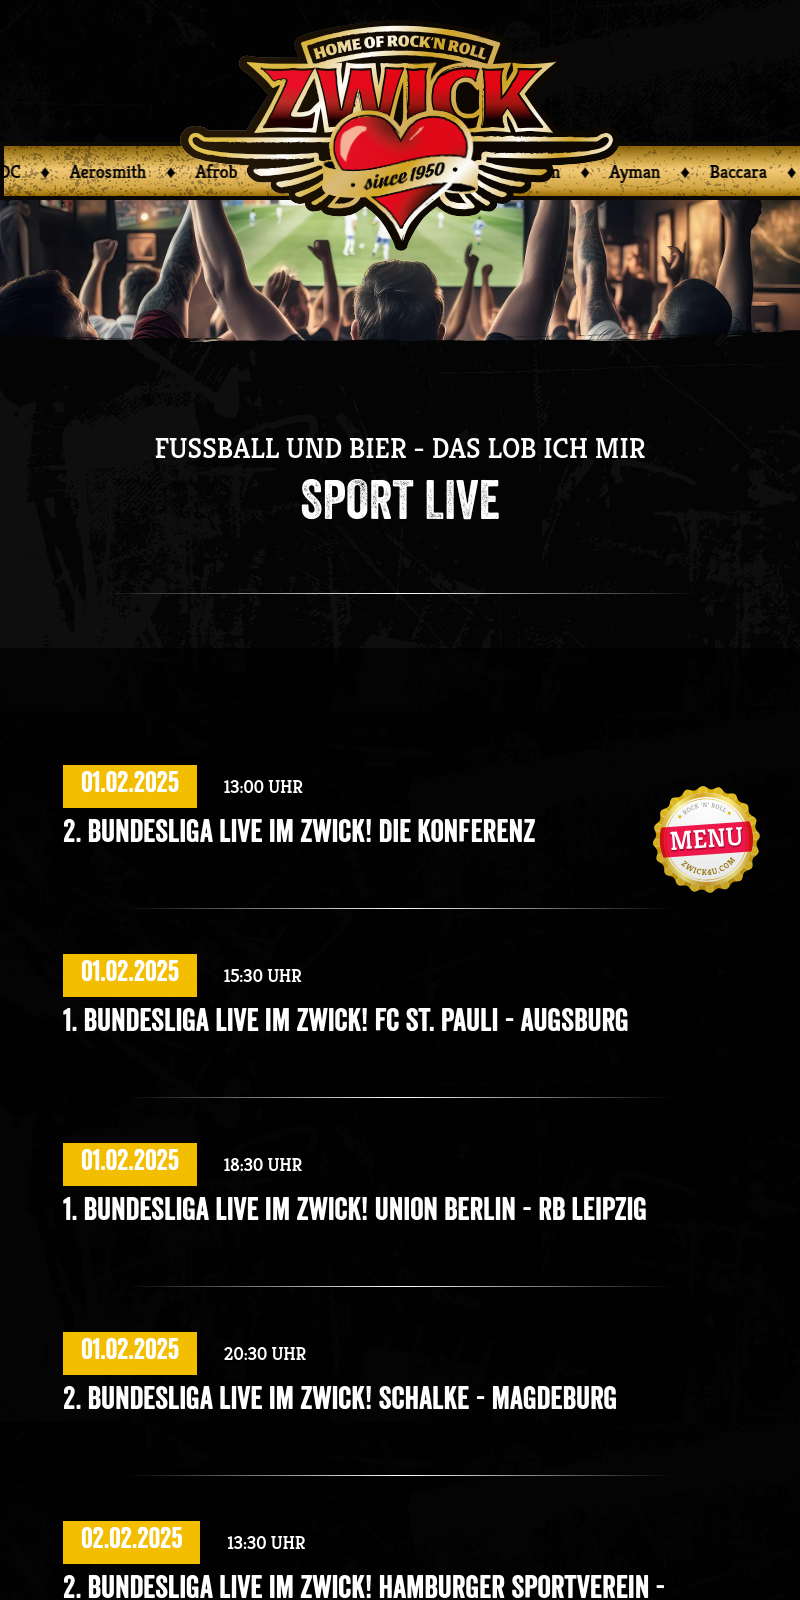 HOME OF ROCK'N ROLL
ZWICK
since 1950
Aerosmith ♦ Afrob
♦ Ayman ♦ Baccara ♦
FUSSBALL UND BIER - DAS LOB ICH MIR
SPORT LIVE
01.02.2025 13:00 UHR
2. BUNDESLIGA LIVE IM ZWICK! DIE KONFERENZ
ROCK 'N' ROLL
MENU
ZWICK4U.COM
01.02.2025 15:30 UHR
1. BUNDESLIGA LIVE IM ZWICK! FC ST. PAULI - AUGSBURG
01.02.2025 18:30 UHR
1. BUNDESLIGA LIVE IM ZWICK! UNION BERLIN - RB LEIPZIG
01.02.2025 20:30 UHR
2. BUNDESLIGA LIVE IM ZWICK! SCHALKE - MAGDEBURG
02.02.2025 13:30 UHR
2. BUNDESLIGA LIVE IM ZWICK! HAMBURGER SPORTVEREIN -